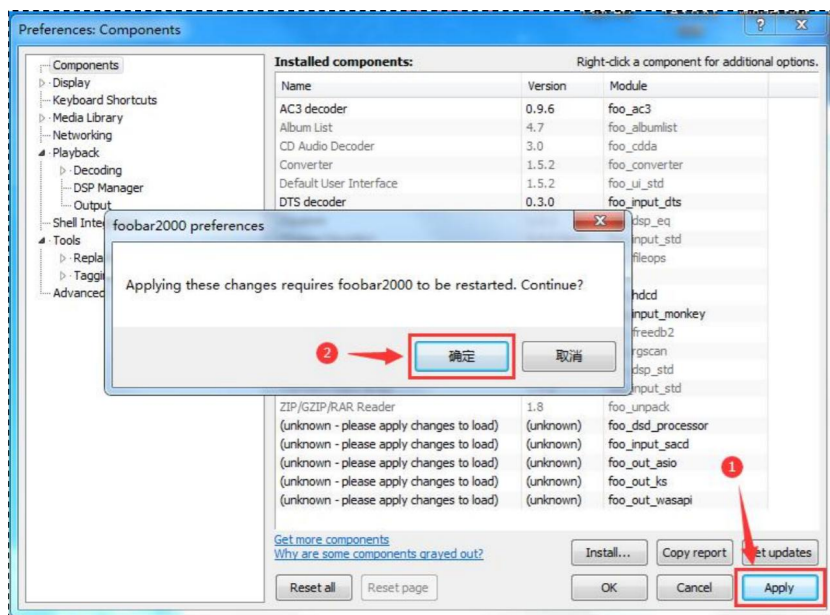 Preferences: Components
Components
Display
Keyboard Shortcuts
Media Library
Networking
Playback
Decoding
DSP Manager
Output
Shell Inte
Tools
Repla
Taggi
Advanced
Installed components:
Right-click a component for additional options.
Name Version Module
AC3 decoder 0.9.6 foo_ac3
Album List 4.7 foo_albumlist
CD Audio Decoder 3.0 foo_cdda
Converter 1.5.2 foo_converter
Default User Interface 1.5.2 foo_ui_std
DTS decoder 0.3.0 foo_input_dts
dsp_eq
input_std
fileops
hdcd
input_monkey
freedb2
rgscan
dsp_std
input_std
ZIP/GZIP/RAR Reader 1.8 foo_unpack
(unknown - please apply changes to load) (unknown) foo_dsd_processor
(unknown - please apply changes to load) (unknown) foo_input_sacd
(unknown - please apply changes to load) (unknown) foo_out_asio
(unknown - please apply changes to load) (unknown) foo_out_ks
(unknown - please apply changes to load) (unknown) foo_out_wasapi
foobar2000 preferences
Applying these changes requires foobar2000 to be restarted. Continue?
2
确定
取消
1
Get more components
Why are some components grayed out?
Install... Copy report et updates
Reset all Reset page OK Cancel Apply